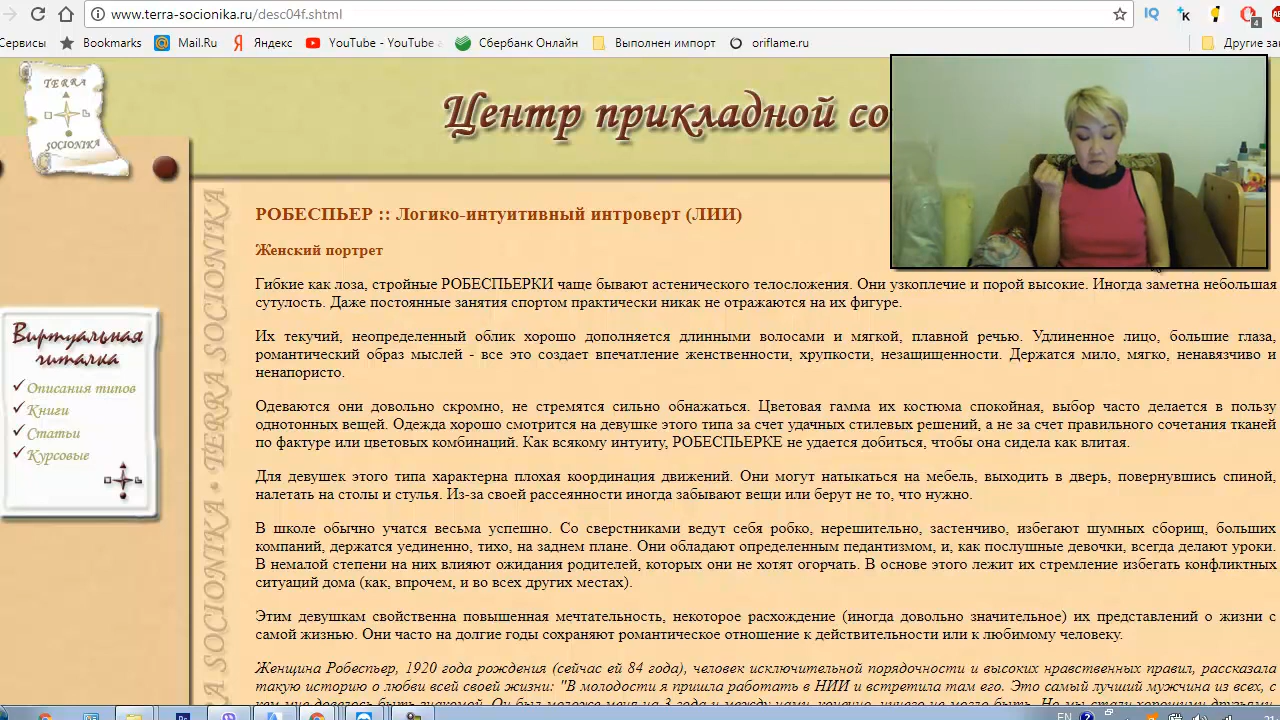 www.terra-socionika.ru/desc04f.shtml
Сервисы
Bookmarks
Mail.Ru
Яндекс
YouTube - YouTube
Сбербанк Онлайн
Выполнен импорт
oriflame.ru
Другие за
TERRA
SOCIONIKA
Центр прикладной со
РОБЕСПЬЕР :: Логико-интуитивный интроверт (ЛИИ)
Женский портрет
Гибкие как лоза, стройные РОБЕСПЬЕРКИ чаще бывают астенического телосложения. Они узкоплечие и порой высокие. Иногда заметна небольшая
сутулость. Даже постоянные занятия спортом практически никак не отражаются на их фигуре.
Их текучий, неопределенный облик хорошо дополняется длинными волосами и мягкой, плавной речью. Удлиненное лицо, большие глаза,
романтический образ мыслей - все это создает впечатление женственности, хрупкости, незащищенности. Держатся мило, мягко, ненавязчиво и
ненапористо.
Одеваются они довольно скромно, не стремятся сильно обнажаться. Цветовая гамма их костюма спокойная, выбор часто делается в пользу
однотонных вещей. Одежда хорошо смотрится на девушке этого типа за счет удачных стилевых решений, а не за счет правильного сочетания тканей
по фактуре или цветовых комбинаций. Как всякому интуиту, РОБЕСПЬЕРКЕ не удается добиться, чтобы она сидела как влитая.
Для девушек этого типа характерна плохая координация движений. Они могут натыкаться на мебель, выходить в дверь, повернувшись спиной,
налетать на столы и стулья. Из-за своей рассеянности иногда забывают вещи или берут не то, что нужно.
В школе обычно учатся весьма успешно. Со сверстниками ведут себя робко, нерешительно, застенчиво, избегают шумных сборищ, больших
компаний, держатся уединенно, тихо, на заднем плане. Они обладают определенным педантизмом, и, как послушные девочки, всегда делают уроки.
В немалой степени на них влияют ожидания родителей, которых они не хотят огорчать. В основе этого лежит их стремление избегать конфликтных
ситуаций дома (как, впрочем, и во всех других местах).
Этим девушкам свойственна повышенная мечтательность, некоторое расхождение (иногда довольно значительное) их представлений о жизни с
самой жизнью. Они часто на долгие годы сохраняют романтическое отношение к действительности или к любимому человеку.
Женщина Робеспьер, 1920 года рождения (сейчас ей 84 года), человек исключительной порядочности и высоких нравственных правил, рассказала
такую историю о любви всей своей жизни: "В молодости я пришла работать в НИИ и встретила там его. Это самый лучший мужчина из всех, с
Виртуальная
читалка
Описания типов
Книги
Статьи
Курсовые
TERRA SOCIONIKA
EN